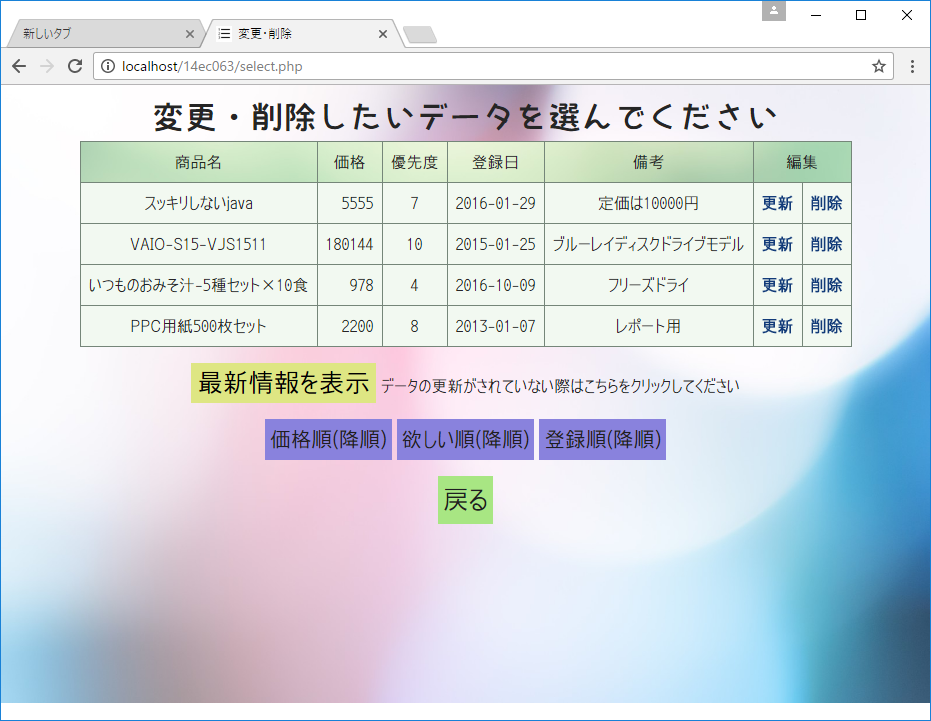 新しいタブ
変更・削除
localhost/14ec063/select.php
変更・削除したいデータを選んでください
商品名 価格 優先度 登録日 備考 編集
スッキリしないjava 5555 7 2016-01-29 定価は10000円 更新 削除
VAIO-S15-VJS1511 180144 10 2015-01-25 ブルーレイディスクドライブモデル 更新 削除
いつものおみそ汁-5種セット×10食 978 4 2016-10-09 フリーズドライ 更新 削除
PPC用紙500枚セット 2200 8 2013-01-07 レポート用 更新 削除
最新情報を表示 データの更新がされていない際はこちらをクリックしてください
価格順(降順) 欲しい順(降順) 登録順(降順)
戻る